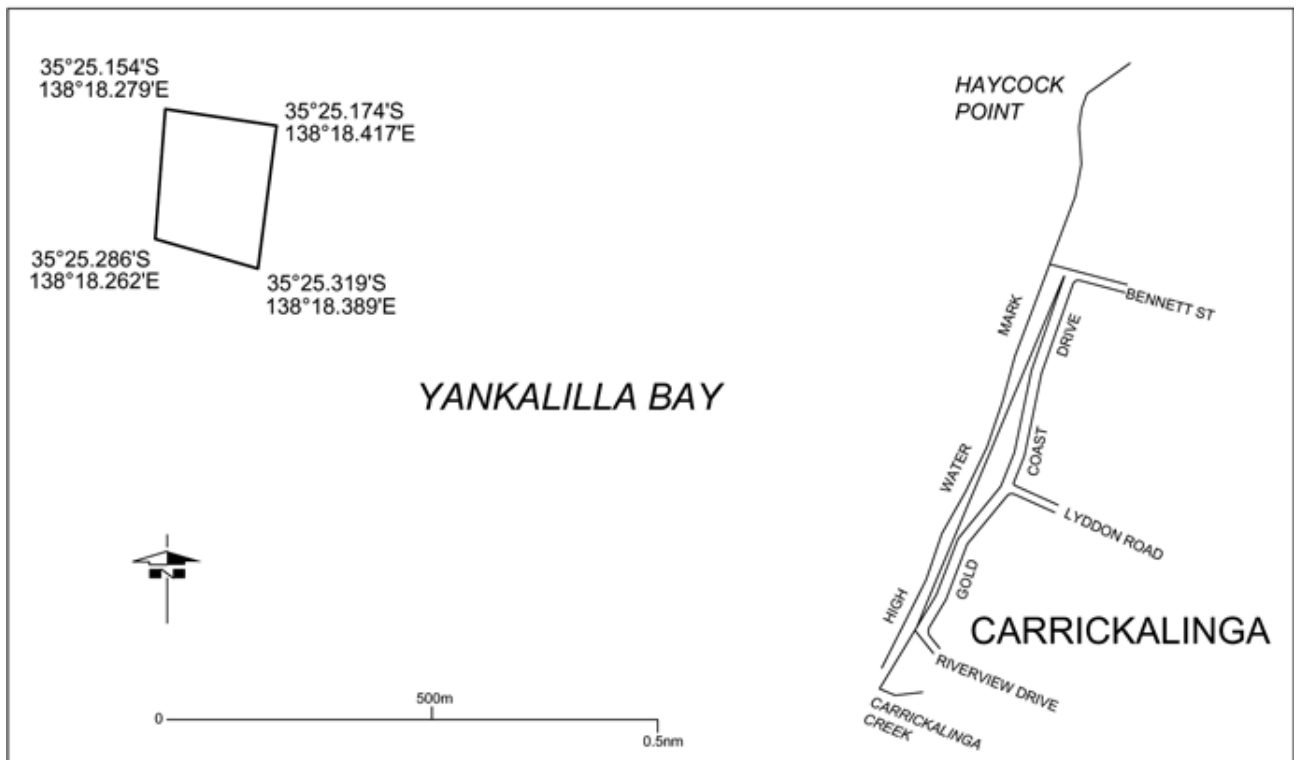 35°25.154'S
138°18.279'E
35°25.174'S
138°18.417'E
35°25.286'S
138°18.262'E
35°25.319'S
138°18.389'E
HAYCOCK
POINT
BENNETT ST
MARK
DRIVE
YANKALILLA BAY
COAST
WATER
LYDDON ROAD
GOLD
HIGH
CARRICKALINGA
RIVERVIEW DRIVE
CARRICKALINGA
CREEK
N
500m
0
0.5nm